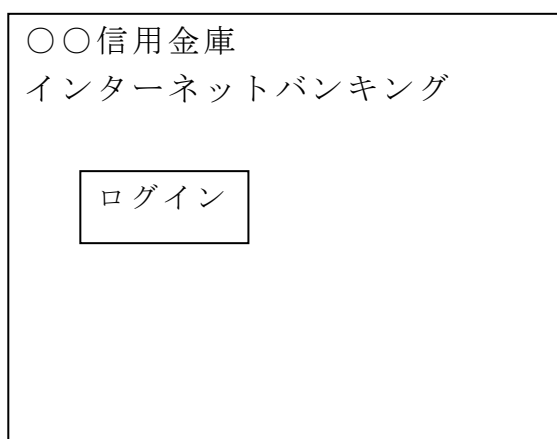 ○○信用金庫
インターネットバンキング
ログイン